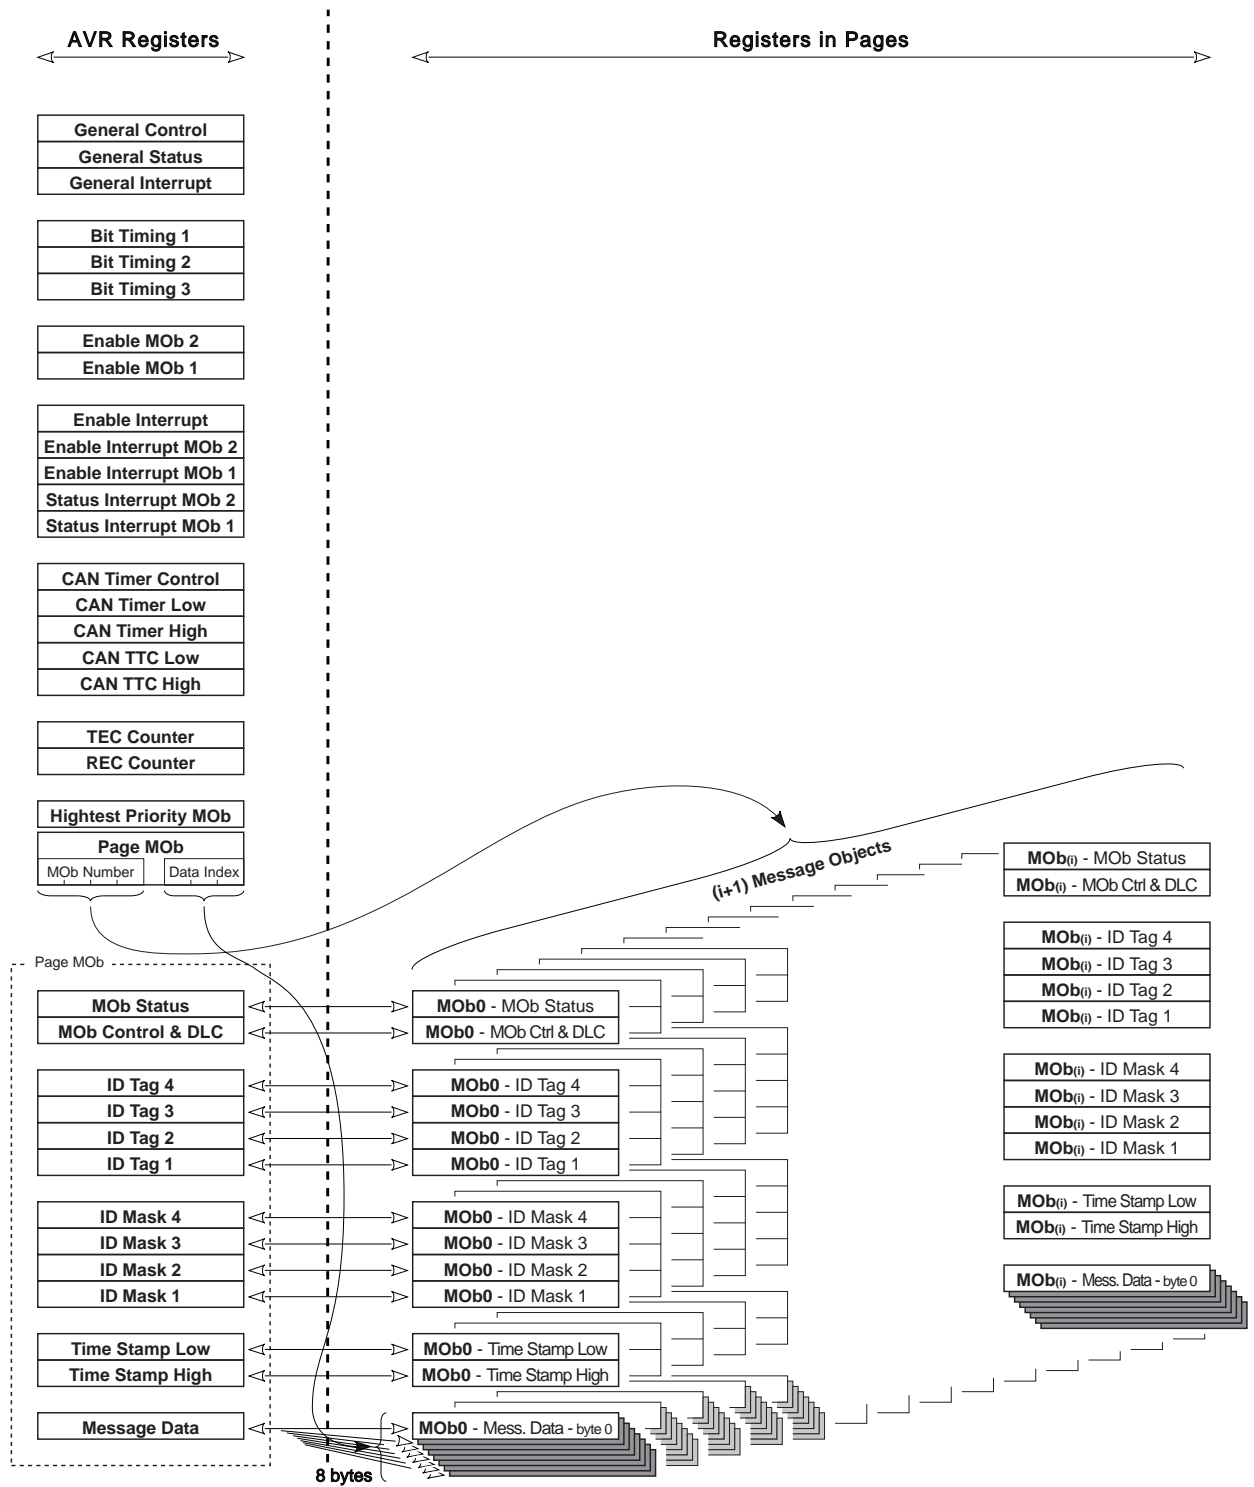 AVR Registers
Registers in Pages
General Control
General Status
General Interrupt
Bit Timing 1
Bit Timing 2
Bit Timing 3
Enable MOb 2
Enable MOb 1
Enable Interrupt
Enable Interrupt MOb 2
Enable Interrupt MOb 1
Status Interrupt MOb 2
Status Interrupt MOb 1
CAN Timer Control
CAN Timer Low
CAN Timer High
CAN TTC Low
CAN TTC High
TEC Counter
REC Counter
Hightest Priority MOb
Page MOb
MOb Number
Data Index
Page MOb
MOb Status
MOb Control & DLC
ID Tag 4
ID Tag 3
ID Tag 2
ID Tag 1
ID Mask 4
ID Mask 3
ID Mask 2
ID Mask 1
Time Stamp Low
Time Stamp High
Message Data
8 bytes
MOb0 - MOb Status
MOb0 - MOb Ctrl & DLC
MOb0 - ID Tag 4
MOb0 - ID Tag 3
MOb0 - ID Tag 2
MOb0 - ID Tag 1
MOb0 - ID Mask 4
MOb0 - ID Mask 3
MOb0 - ID Mask 2
MOb0 - ID Mask 1
MOb0 - Time Stamp Low
MOb0 - Time Stamp High
MOb0 - Mess. Data - byte 0
(i+1) Message Objects
MOb(i) - MOb Status
MOb(i) - MOb Ctrl & DLC
MOb(i) - ID Tag 4
MOb(i) - ID Tag 3
MOb(i) - ID Tag 2
MOb(i) - ID Tag 1
MOb(i) - ID Mask 4
MOb(i) - ID Mask 3
MOb(i) - ID Mask 2
MOb(i) - ID Mask 1
MOb(i) - Time Stamp Low
MOb(i) - Time Stamp High
MOb(i) - Mess. Data - byte 0